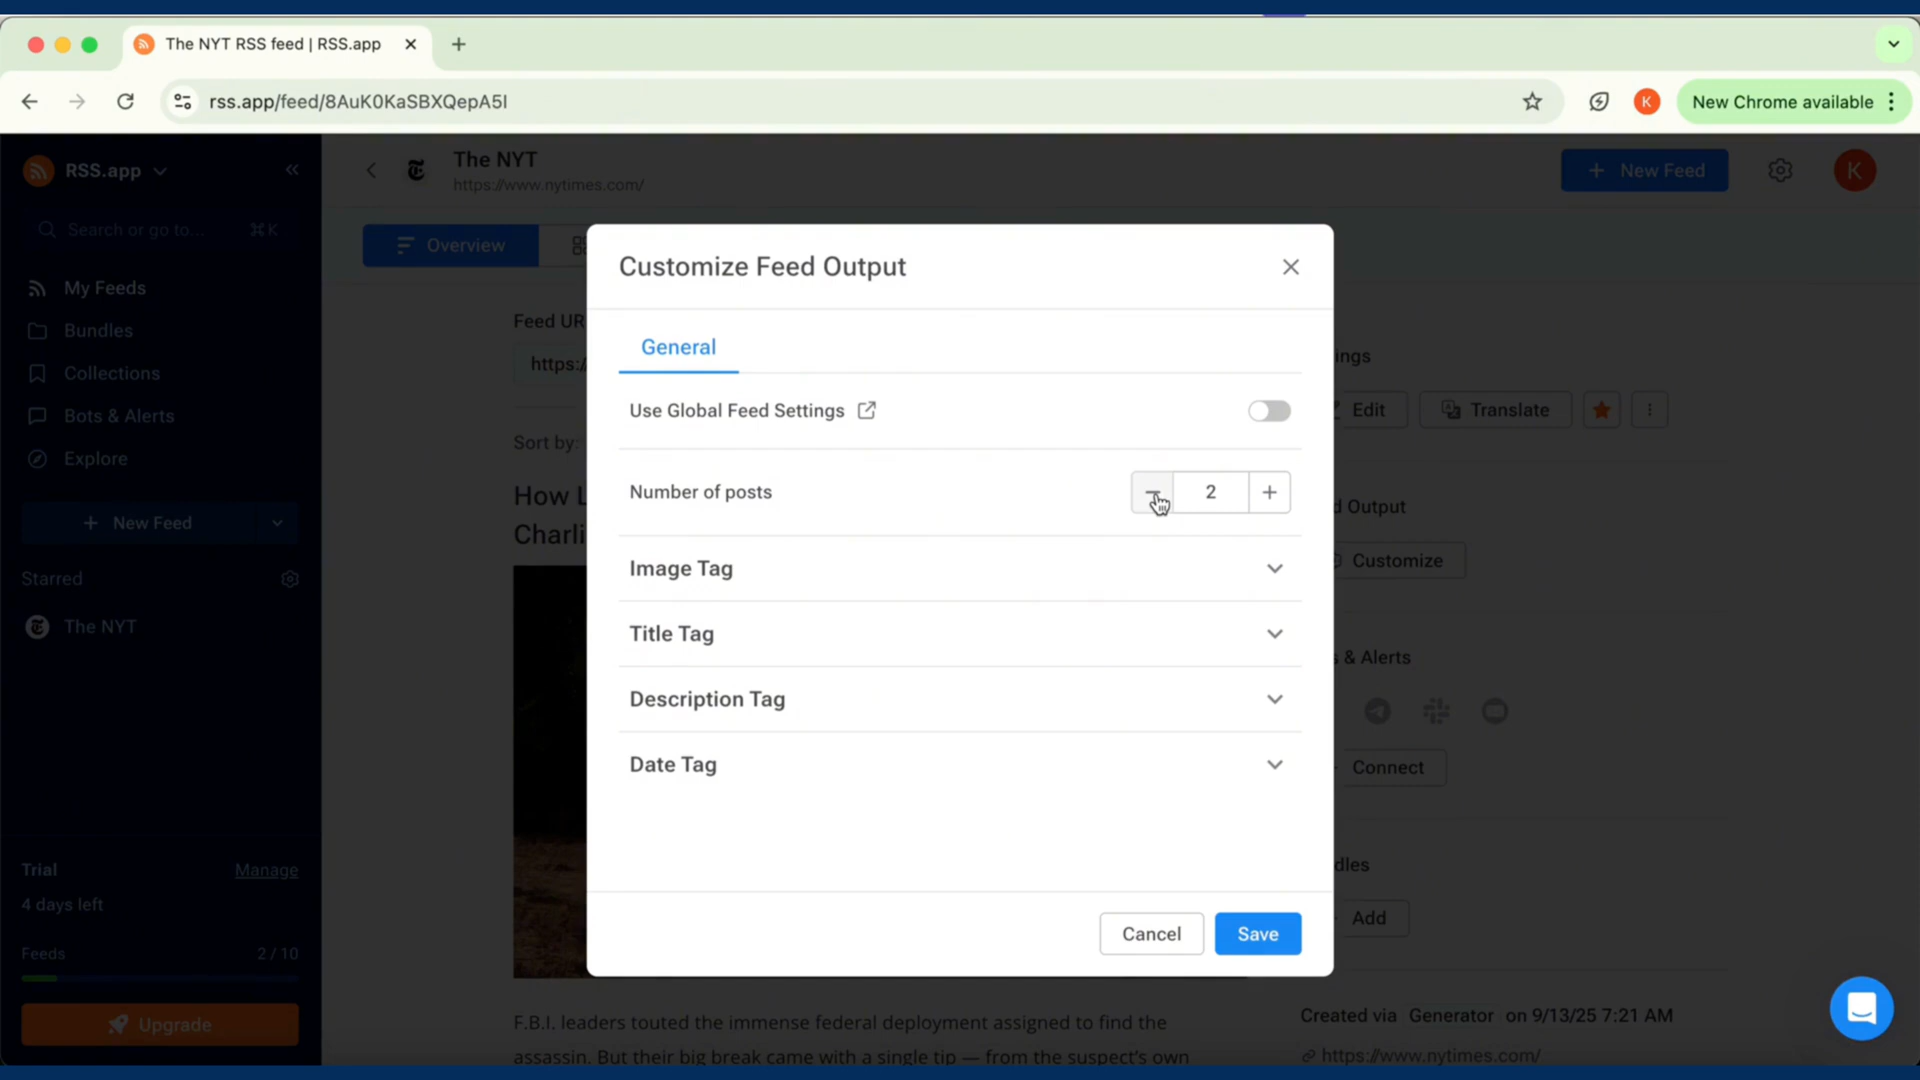 The NYT RSS feed | RSS.app
rss.app/feed/8AuK0KaSBXQepA5I
K
New Chrome available
RSS.app
Search or go to...
⌘K
My Feeds
Bundles
Collections
Bots & Alerts
Explore
+ New Feed
Starred
The NYT
Trial
Manage
4 days left
Feeds
2 / 10
Upgrade
The NYT
https://www.nytimes.com/
+ New Feed
K
Overview
Feed UR
https:/
Sort by:
How L
Charli
Customize Feed Output
General
Use Global Feed Settings
Number of posts
2
Image Tag
Title Tag
Description Tag
Date Tag
Cancel
Save
ings
Edit
Translate
d Output
Customize
s & Alerts
Connect
dles
Add
F.B.I. leaders touted the immense federal deployment assigned to find the
assassin. But their big break came with a single tip — from the suspect's own
Created via Generator on 9/13/25 7:21 AM
https://www.nytimes.com/